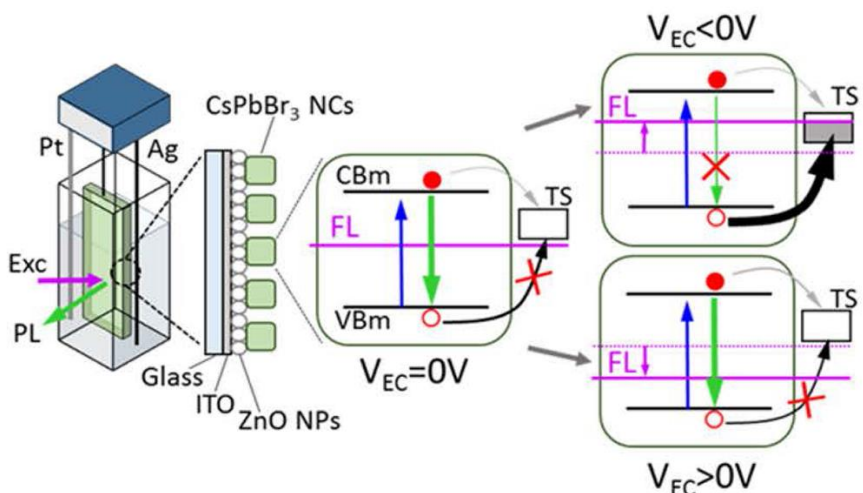 Pt
Ag
Exc
PL
CsPbBr₃ NCs
Glass
ITO
ZnO NPs
CBm
FL
VBm
TS
V_EC=0V
V_EC<0V
FL
TS
TS
FL
V_EC>0V